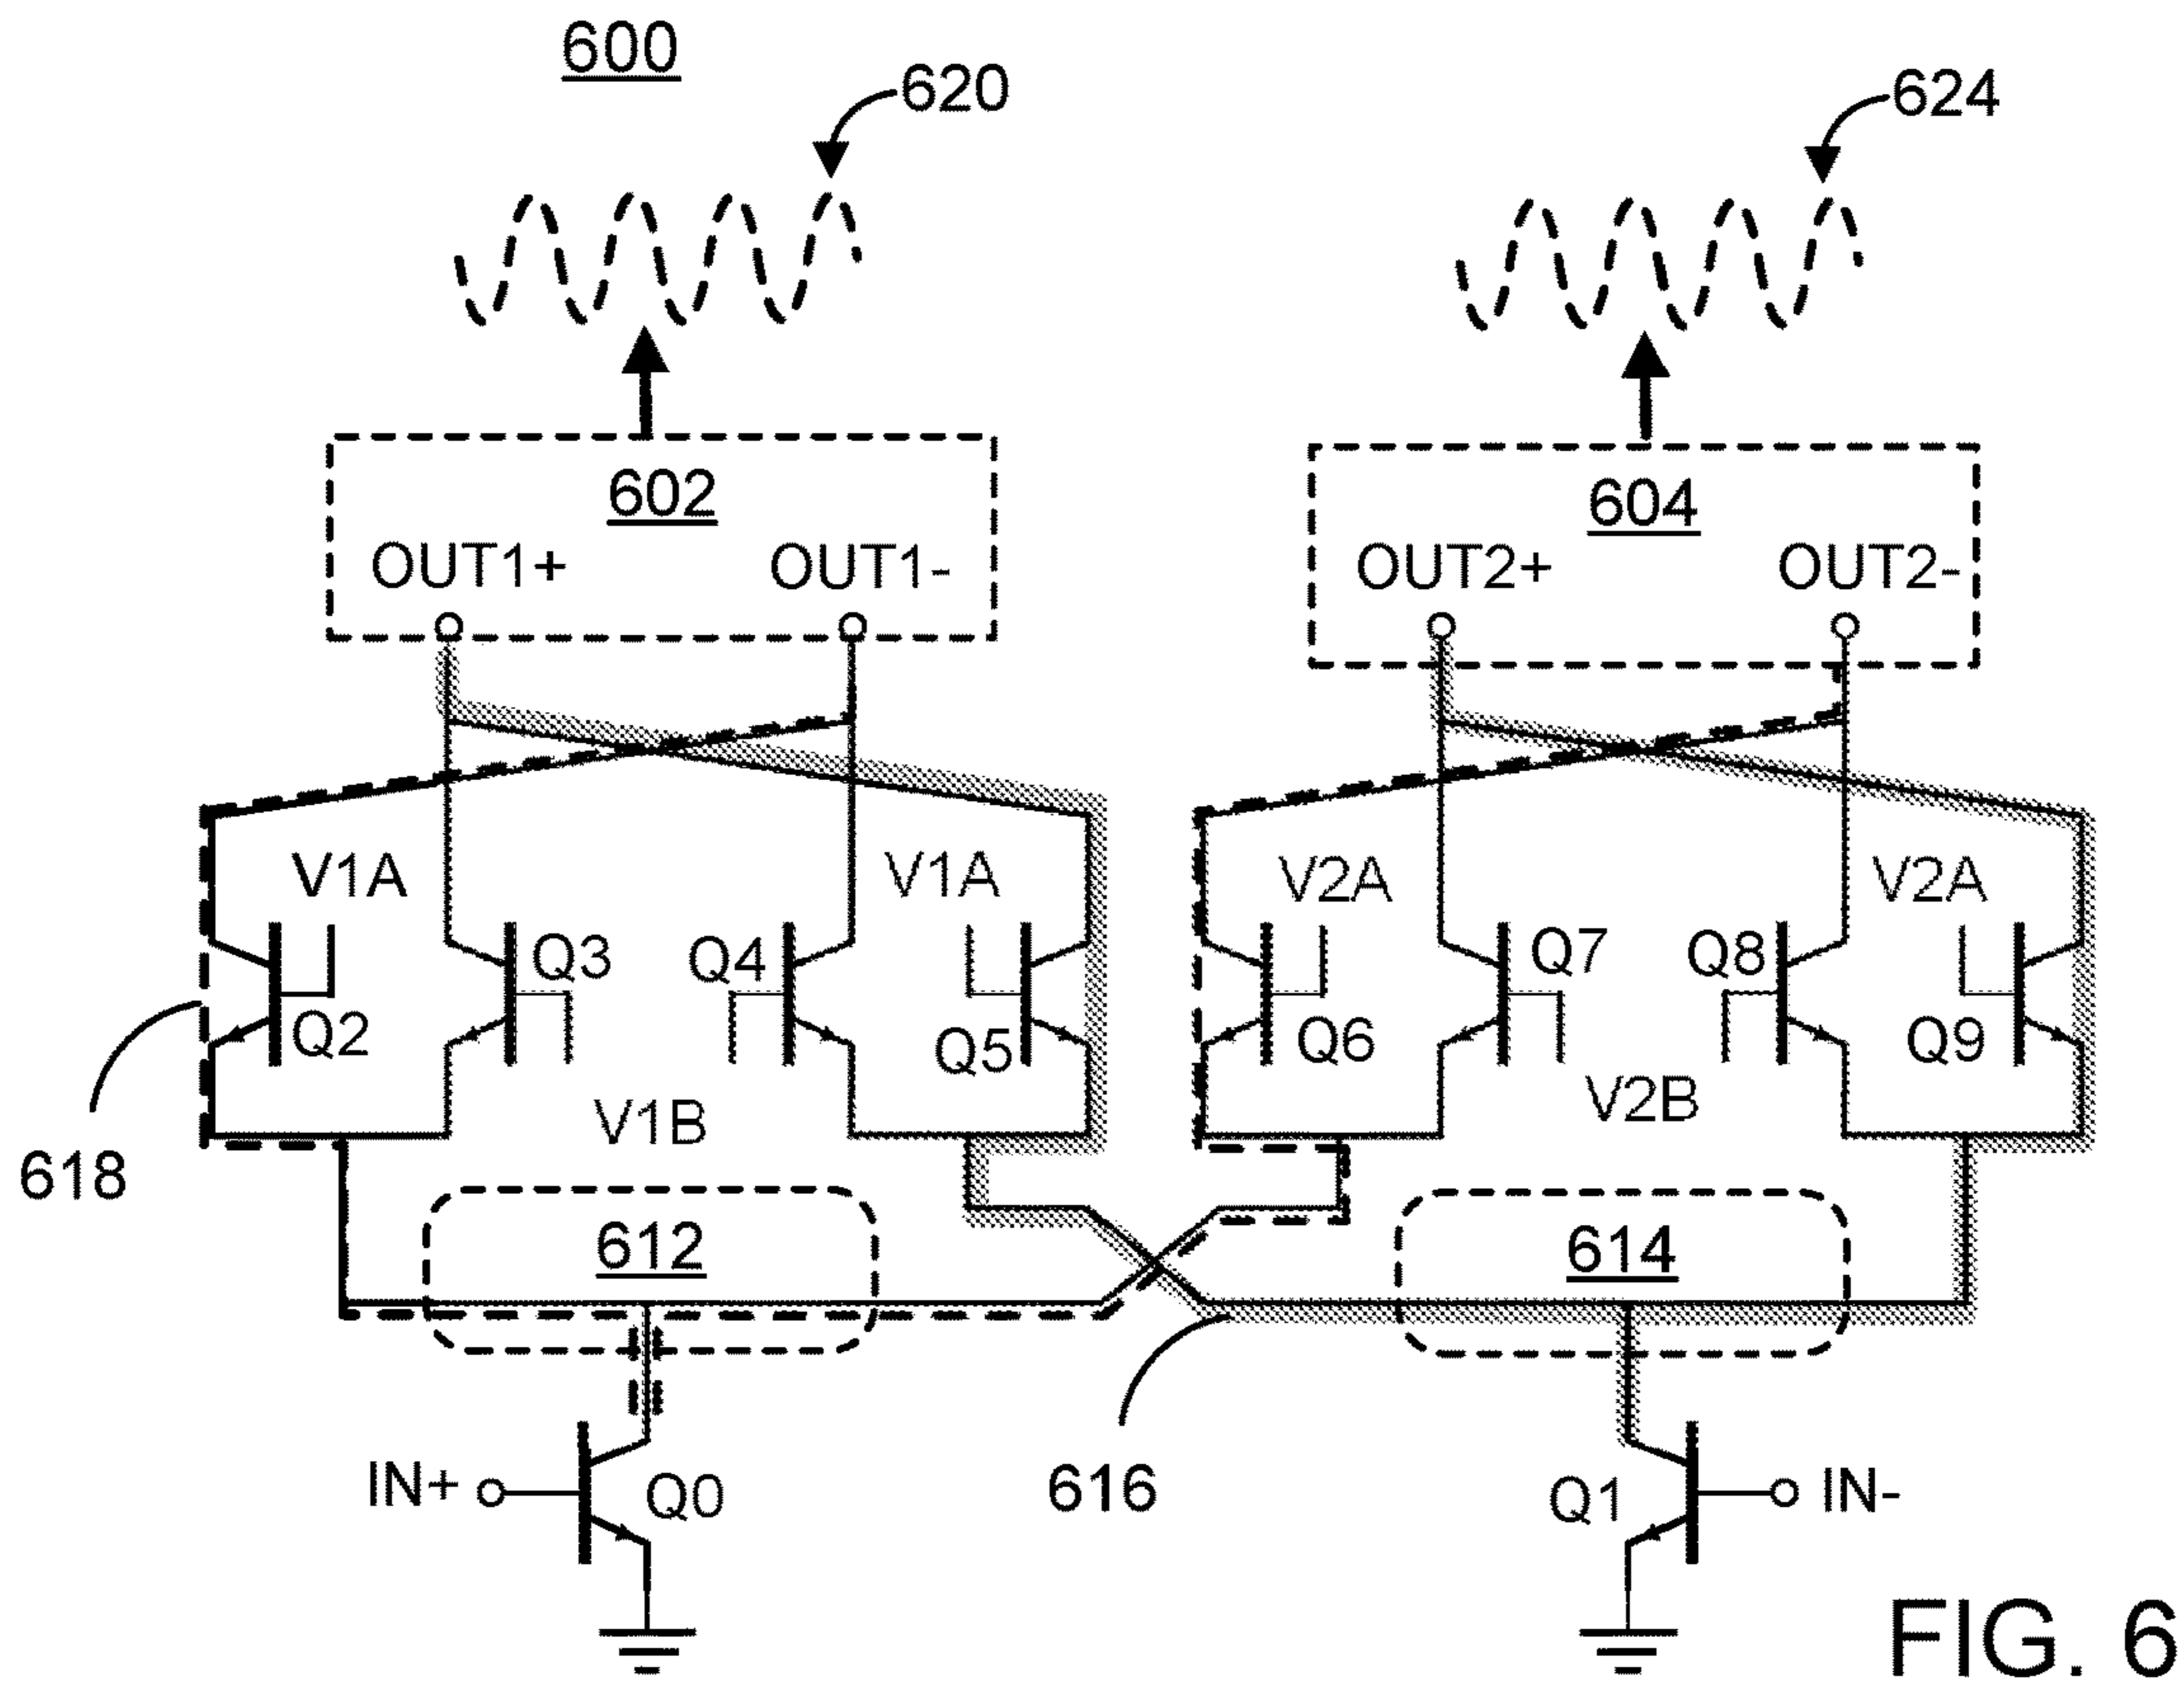 600
620
624
602
604
OUT1+ OUT1-
OUT2+ OUT2-
V1A V1A V2A V2A
Q3 Q4 Q7 Q8
Q2 Q5 Q6 Q9
V1B V2B
618
612 614
616
IN+ Q0 Q1 IN-
FIG. 6